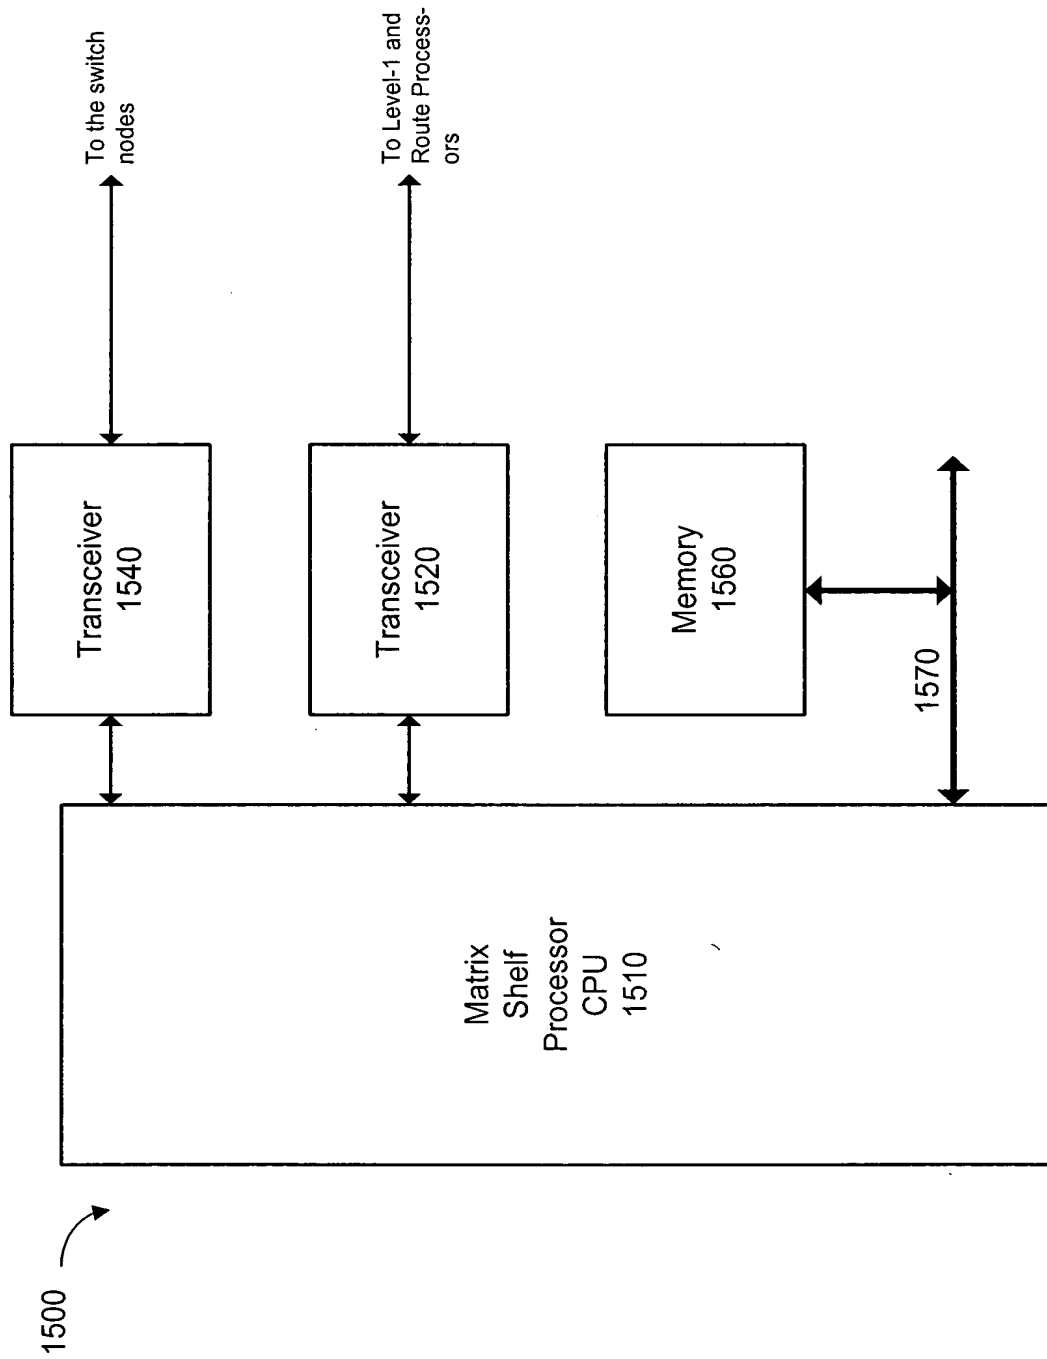 1500
Matrix
Shelf
Processor
CPU
1510
Transceiver
1540
To the switch
nodes
Transceiver
1520
To Level-1 and
Route Process-
ors
Memory
1560
1570